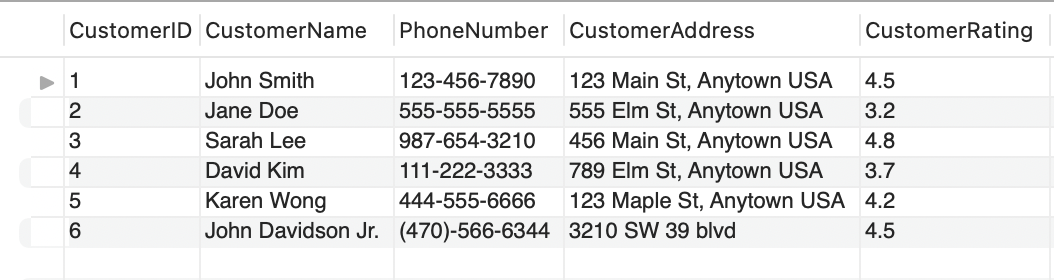 CustomerID CustomerName PhoneNumber CustomerAddress CustomerRating
1 John Smith 123-456-7890 123 Main St, Anytown USA 4.5
2 Jane Doe 555-555-5555 555 Elm St, Anytown USA 3.2
3 Sarah Lee 987-654-3210 456 Main St, Anytown USA 4.8
4 David Kim 111-222-3333 789 Elm St, Anytown USA 3.7
5 Karen Wong 444-555-6666 123 Maple St, Anytown USA 4.2
6 John Davidson Jr. (470)-566-6344 3210 SW 39 blvd 4.5